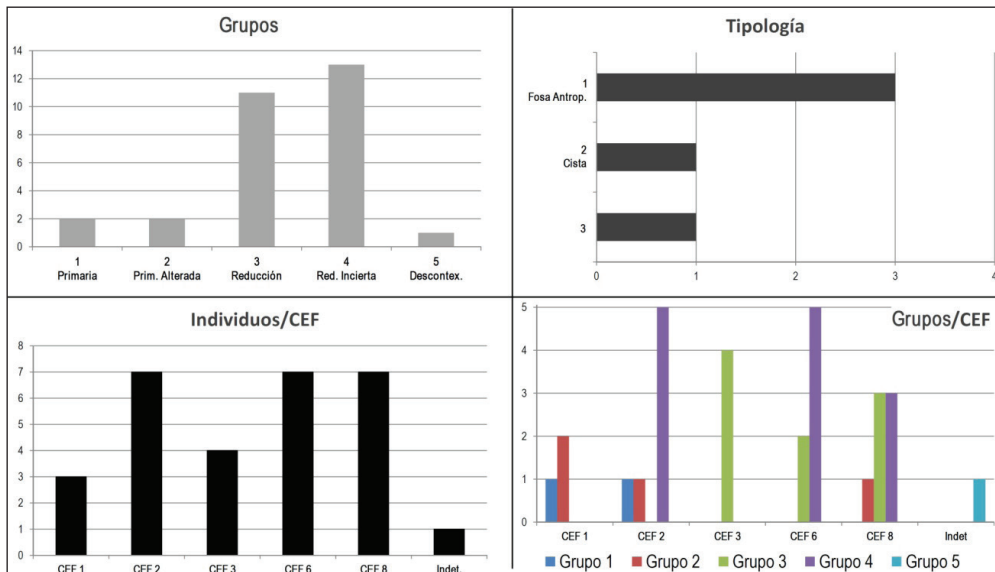 Grupos
14
12
10
8
6
4
2
0
1
Primaria
2
Prim. Alterada
3
Reducción
4
Red. Incierta
5
Descontex.
Tipología
1
Fosa Antrop.
2
Cista
3
0 1 2 3 4
Individuos/CEF
8
7
6
5
4
3
2
1
0
CEF 1 CEF 2 CEF 3 CEF 6 CEF 8 Indet.
Grupos/CEF
5
4
3
2
1
0
CEF 1 CEF 2 CEF 3 CEF 6 CEF 8 Indet
Grupo 1 Grupo 2 Grupo 3 Grupo 4 Grupo 5